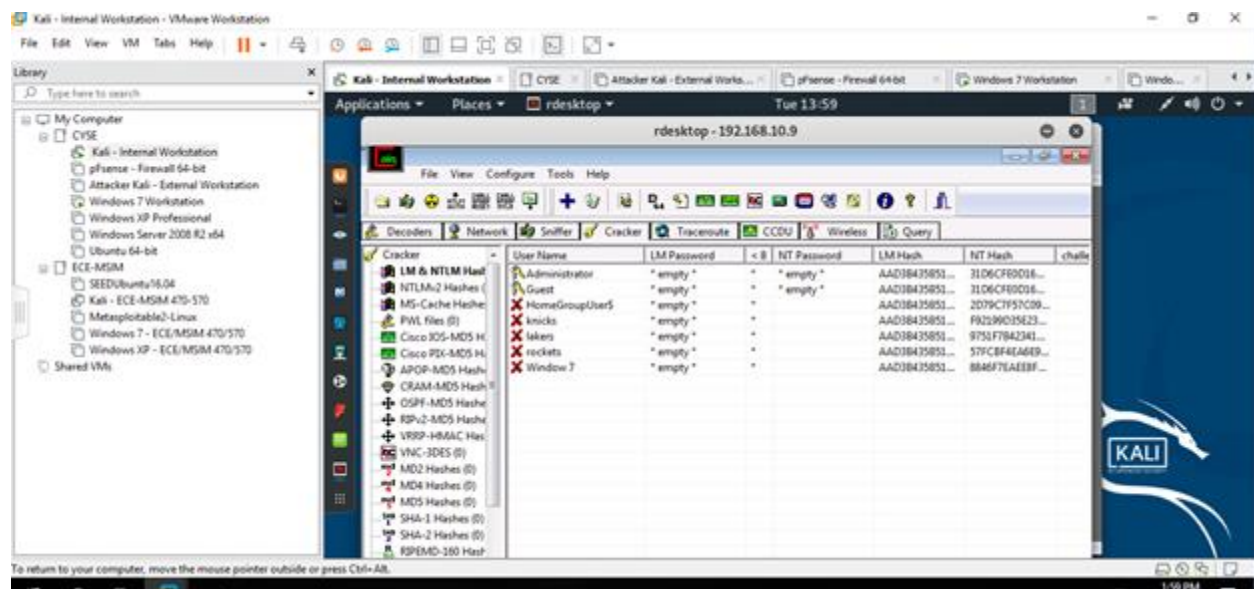 Kali - Internal Workstation - VMware Workstation
File Edit View VM Tabs Help
Library
Type here to search
My Computer
CYSE
Kali - Internal Workstation
pfsense - Firewall 64-bit
Attacker Kali - External Workstation
Windows 7 Workstation
Windows XP Professional
Windows Server 2008 R2 x64
Ubuntu 64-bit
ECE-MSIM
SEEDUbuntu16.04
Kali - ECE-MSIM 470-570
Metasploitable2-Linux
Windows 7 - ECE/MSIM 470/570
Windows XP - ECE/MSIM 470/570
Shared VMs
Kali - Internal Workstation CYSE Attacker Kali - External Works... pfsense - Firewall 64-bit Windows 7 Workstation Windo...
Applications Places rdesktop Tue 13:59 1
rdesktop - 192.168.10.9
File View Configure Tools Help
Decoders Network Sniffer Cracker Traceroute CCDU Wireless Query
Cracker
LM & NTLM Hash
NTLMv2 Hashes (
MS-Cache Hashe
PWL files (0)
Cisco IOS-MD5 H
Cisco PIX-MD5 Ha
APOP-MD5 Hash
CRAM-MD5 Hash
OSPF-MD5 Hashe
RIPv2-MD5 Hashe
VRRP-HMAC Has
VNC-3DES (0)
MD2 Hashes (0)
MD4 Hashes (0)
MD5 Hashes (0)
SHA-1 Hashes (0)
SHA-2 Hashes (0)
RIPEMD-160 Hash
User Name LM Password < 8 NT Password LM Hash NT Hash challe
Administrator * empty * * * empty * AAD3B435B51... 31D6CFE0D16...
Guest * empty * * * empty * AAD3B435B51... 31D6CFE0D16...
HomeGroupUser$ * empty * * AAD3B435B51...
knicks * empty * * AAD3B435B51...
lakers * empty * * AAD3B435B51...
rockets * empty * * AAD3B435B51...
Window 7 * empty * * AAD3B435B51... 8846F7EAEE8F...
KALI
To return to your computer, move the mouse pointer outside or press Ctrl+Alt.
1:59 PM